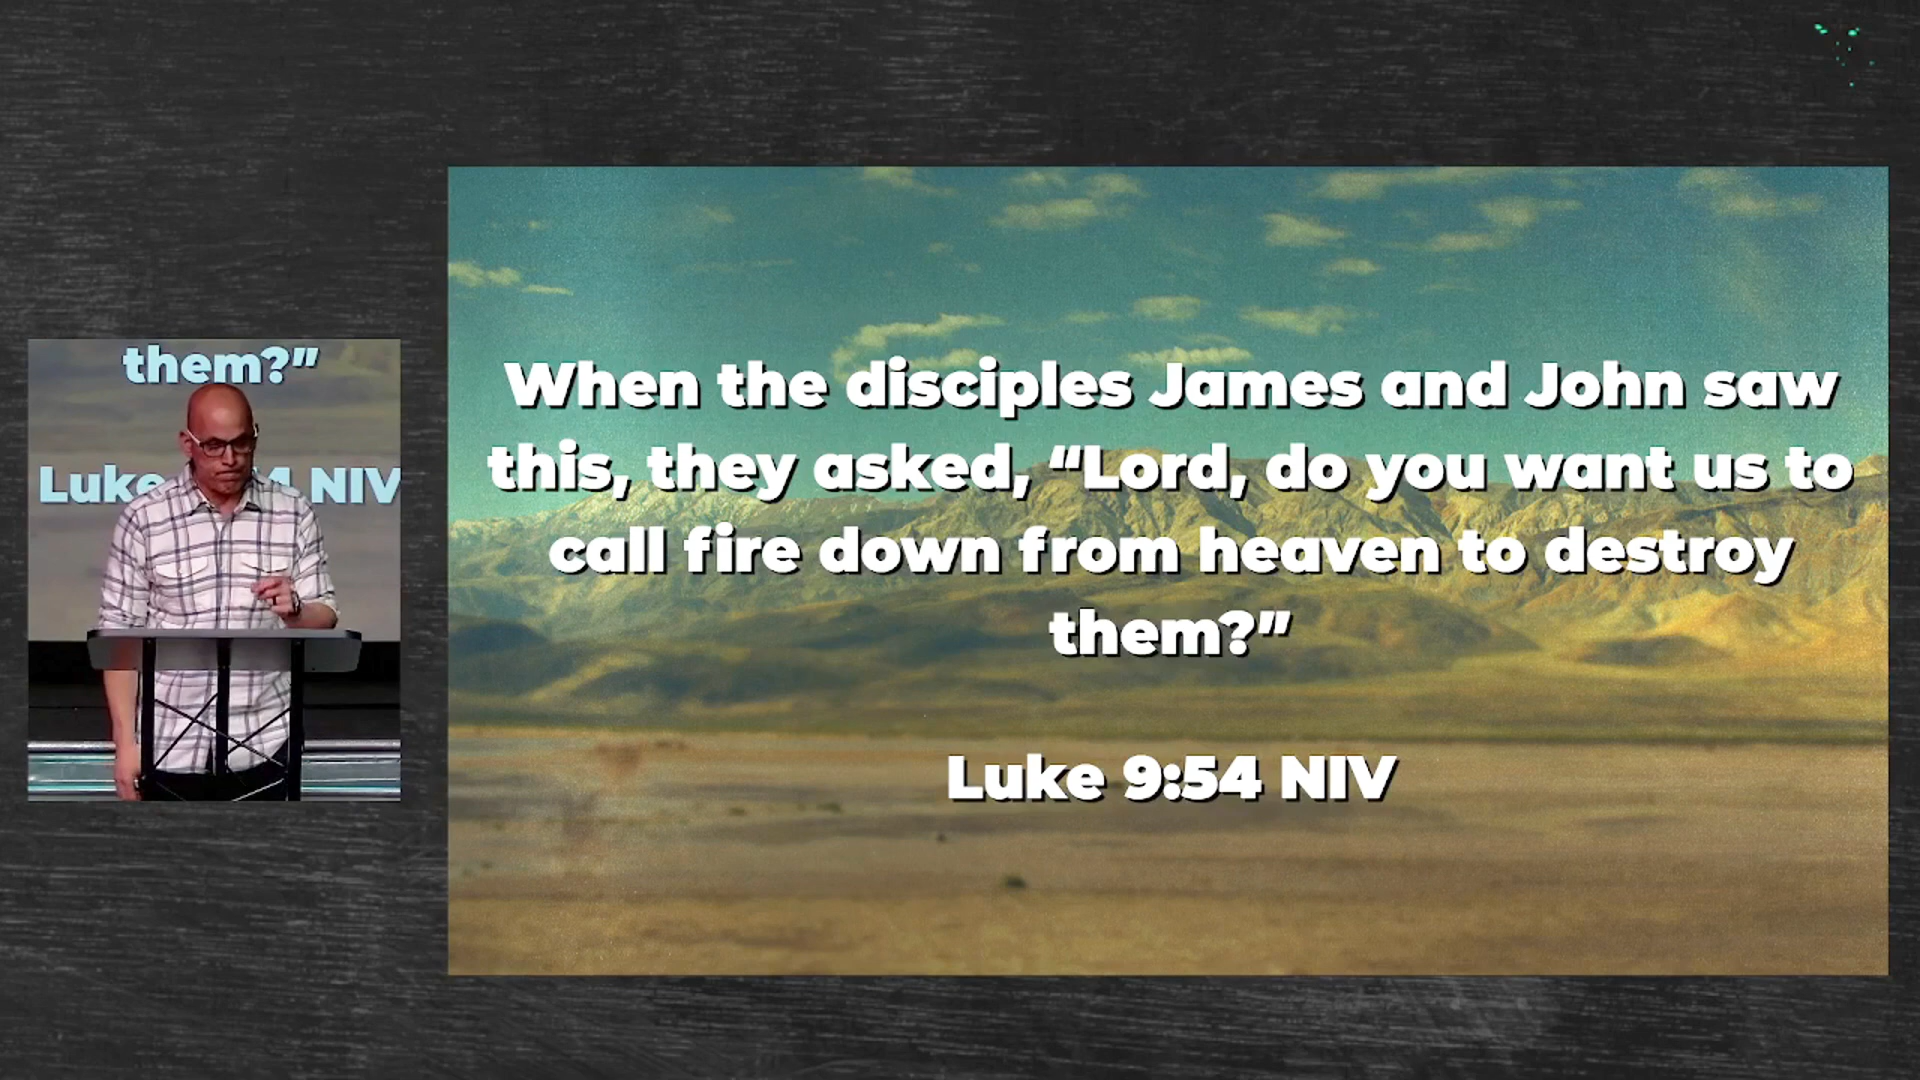 them?”
Luke NIV
When the disciples James and John saw
this, they asked, “Lord, do you want us to
call fire down from heaven to destroy
them?”
Luke 9:54 NIV